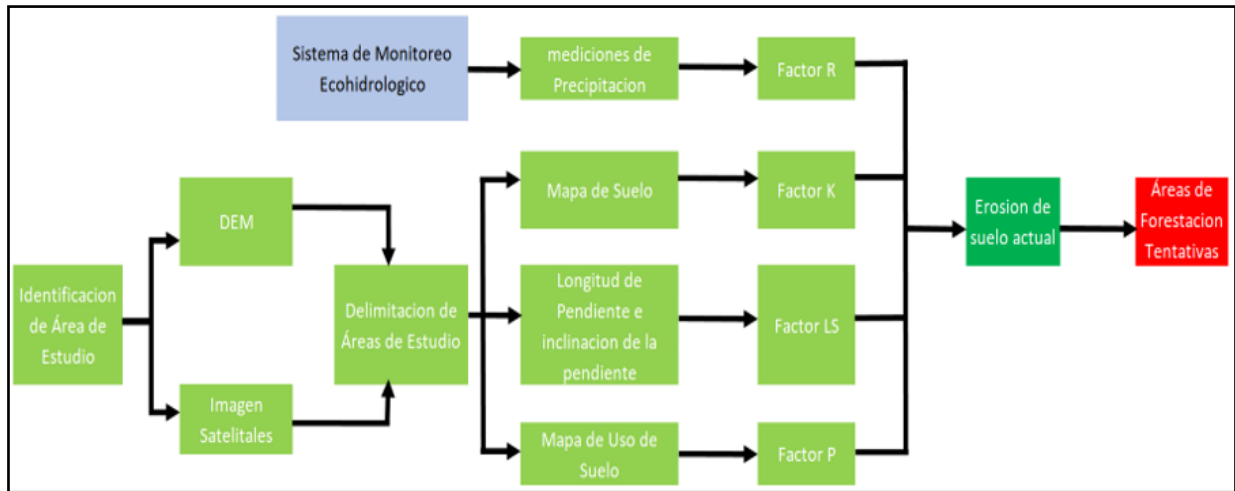 Sistema de Monitoreo
Ecohidrologico
mediciones de
Precipitacion
Factor R
Mapa de Suelo
Factor K
DEM
Erosion de
suelo actual
Áreas de
Forestacion
Tentativas
Identificacion
de Área de
Estudio
Delimitacion de
Áreas de Estudio
Longitud de
Pendiente e
inclinacion de la
pendiente
Factor LS
Imagen
Satelitales
Mapa de Uso de
Suelo
Factor P